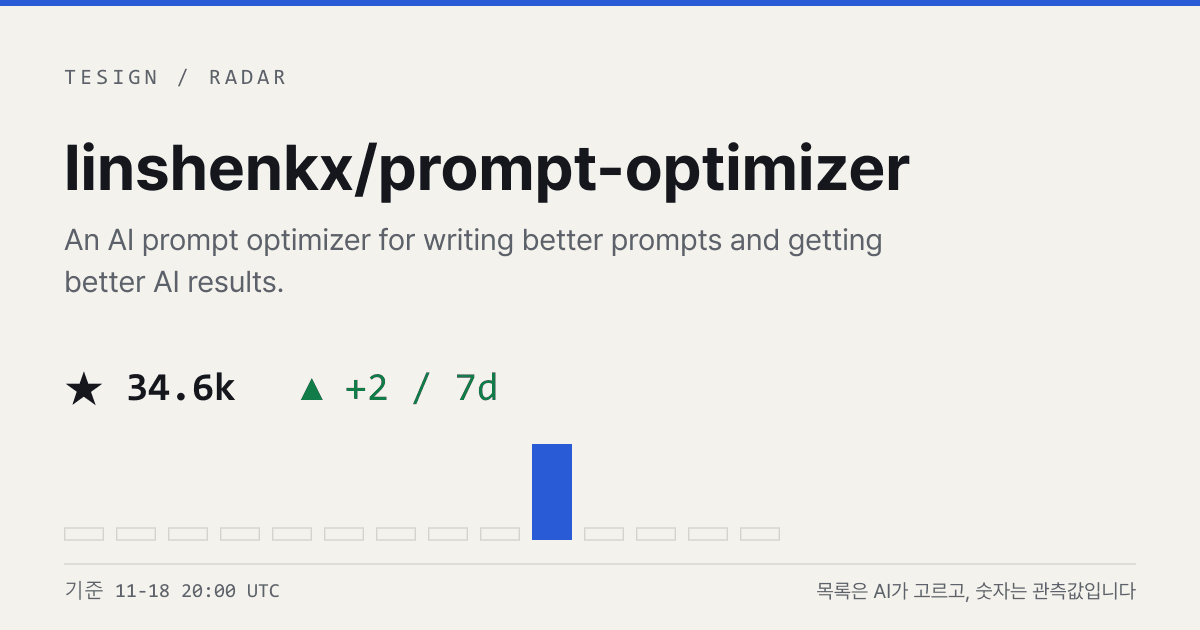 TESIGN / RADAR
linshenkx/prompt-optimizer
An AI prompt optimizer for writing better prompts and getting
better AI results.
★ 34.6k ▲ +2 / 7d
기준 11-18 20:00 UTC
목록은 AI가 고르고, 숫자는 관측값입니다